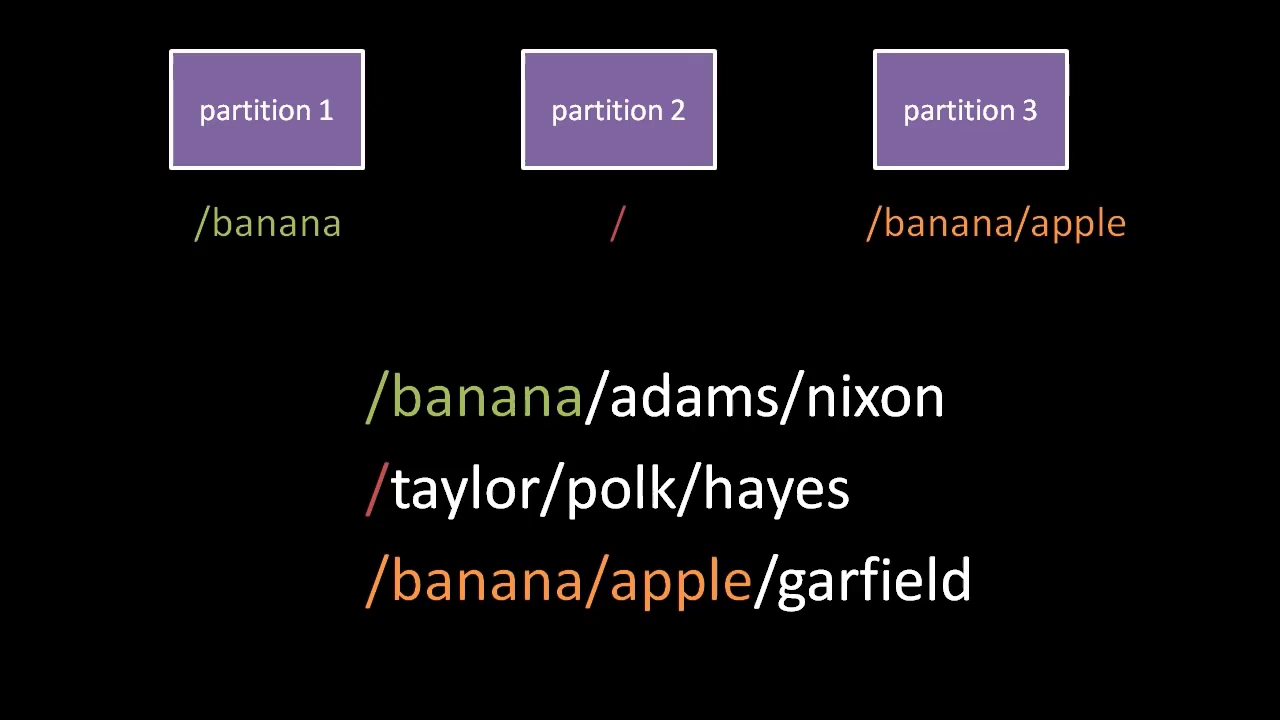 partition 1 partition 2 partition 3
/banana / /banana/apple
/banana/adams/nixon
/taylor/polk/hayes
/banana/apple/garfield